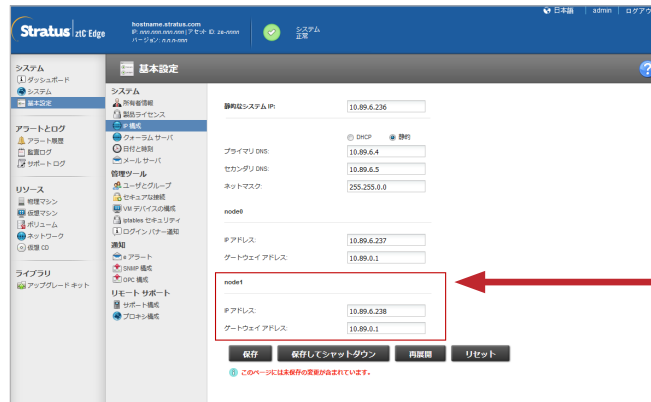 日本語 | admin | ログアウ
Stratus ztC Edge
hostname.stratus.com
IP: nnn.nnn.nnn.nnn | アセット ID: ze-nnnn
バージョン: n.n.n-nnn
システム
正常
システム
ダッシュボード
システム
基本設定
アラートとログ
アラート履歴
監査ログ
サポート ログ
リソース
物理マシン
仮想マシン
ボリューム
ネットワーク
仮想 CD
ライブラリ
アップグレード キット
基本設定
?
システム
所有者情報
製品ライセンス
IP 構成
クォーラム サーバ
日付と時刻
メール サーバ
管理ツール
ユーザとグループ
セキュアな接続
VM デバイスの構成
iptables セキュリティ
ログイン バナー通知
通知
e アラート
SNMP 構成
OPC 構成
リモート サポート
サポート構成
プロキシ構成
静的なシステム IP: 10.89.6.236
DHCP 静的
プライマリ DNS: 10.89.6.4
セカンダリ DNS: 10.89.6.5
ネットマスク: 255.255.0.0
node0
IP アドレス: 10.89.6.237
ゲートウェイ アドレス: 10.89.0.1
node1
IP アドレス: 10.89.6.238
ゲートウェイ アドレス: 10.89.0.1
保存 保存してシャットダウン 再展開 リセット
このページには未保存の変更が含まれています。